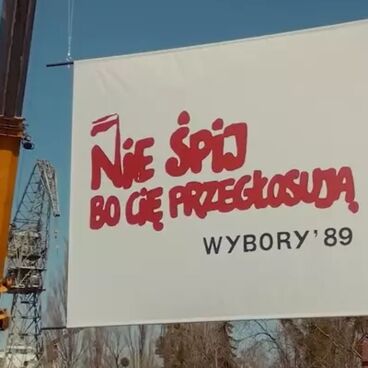 NiE ŚPiJ
BO CIĘ PRZEGŁOSUJĄ
WYBORY '89